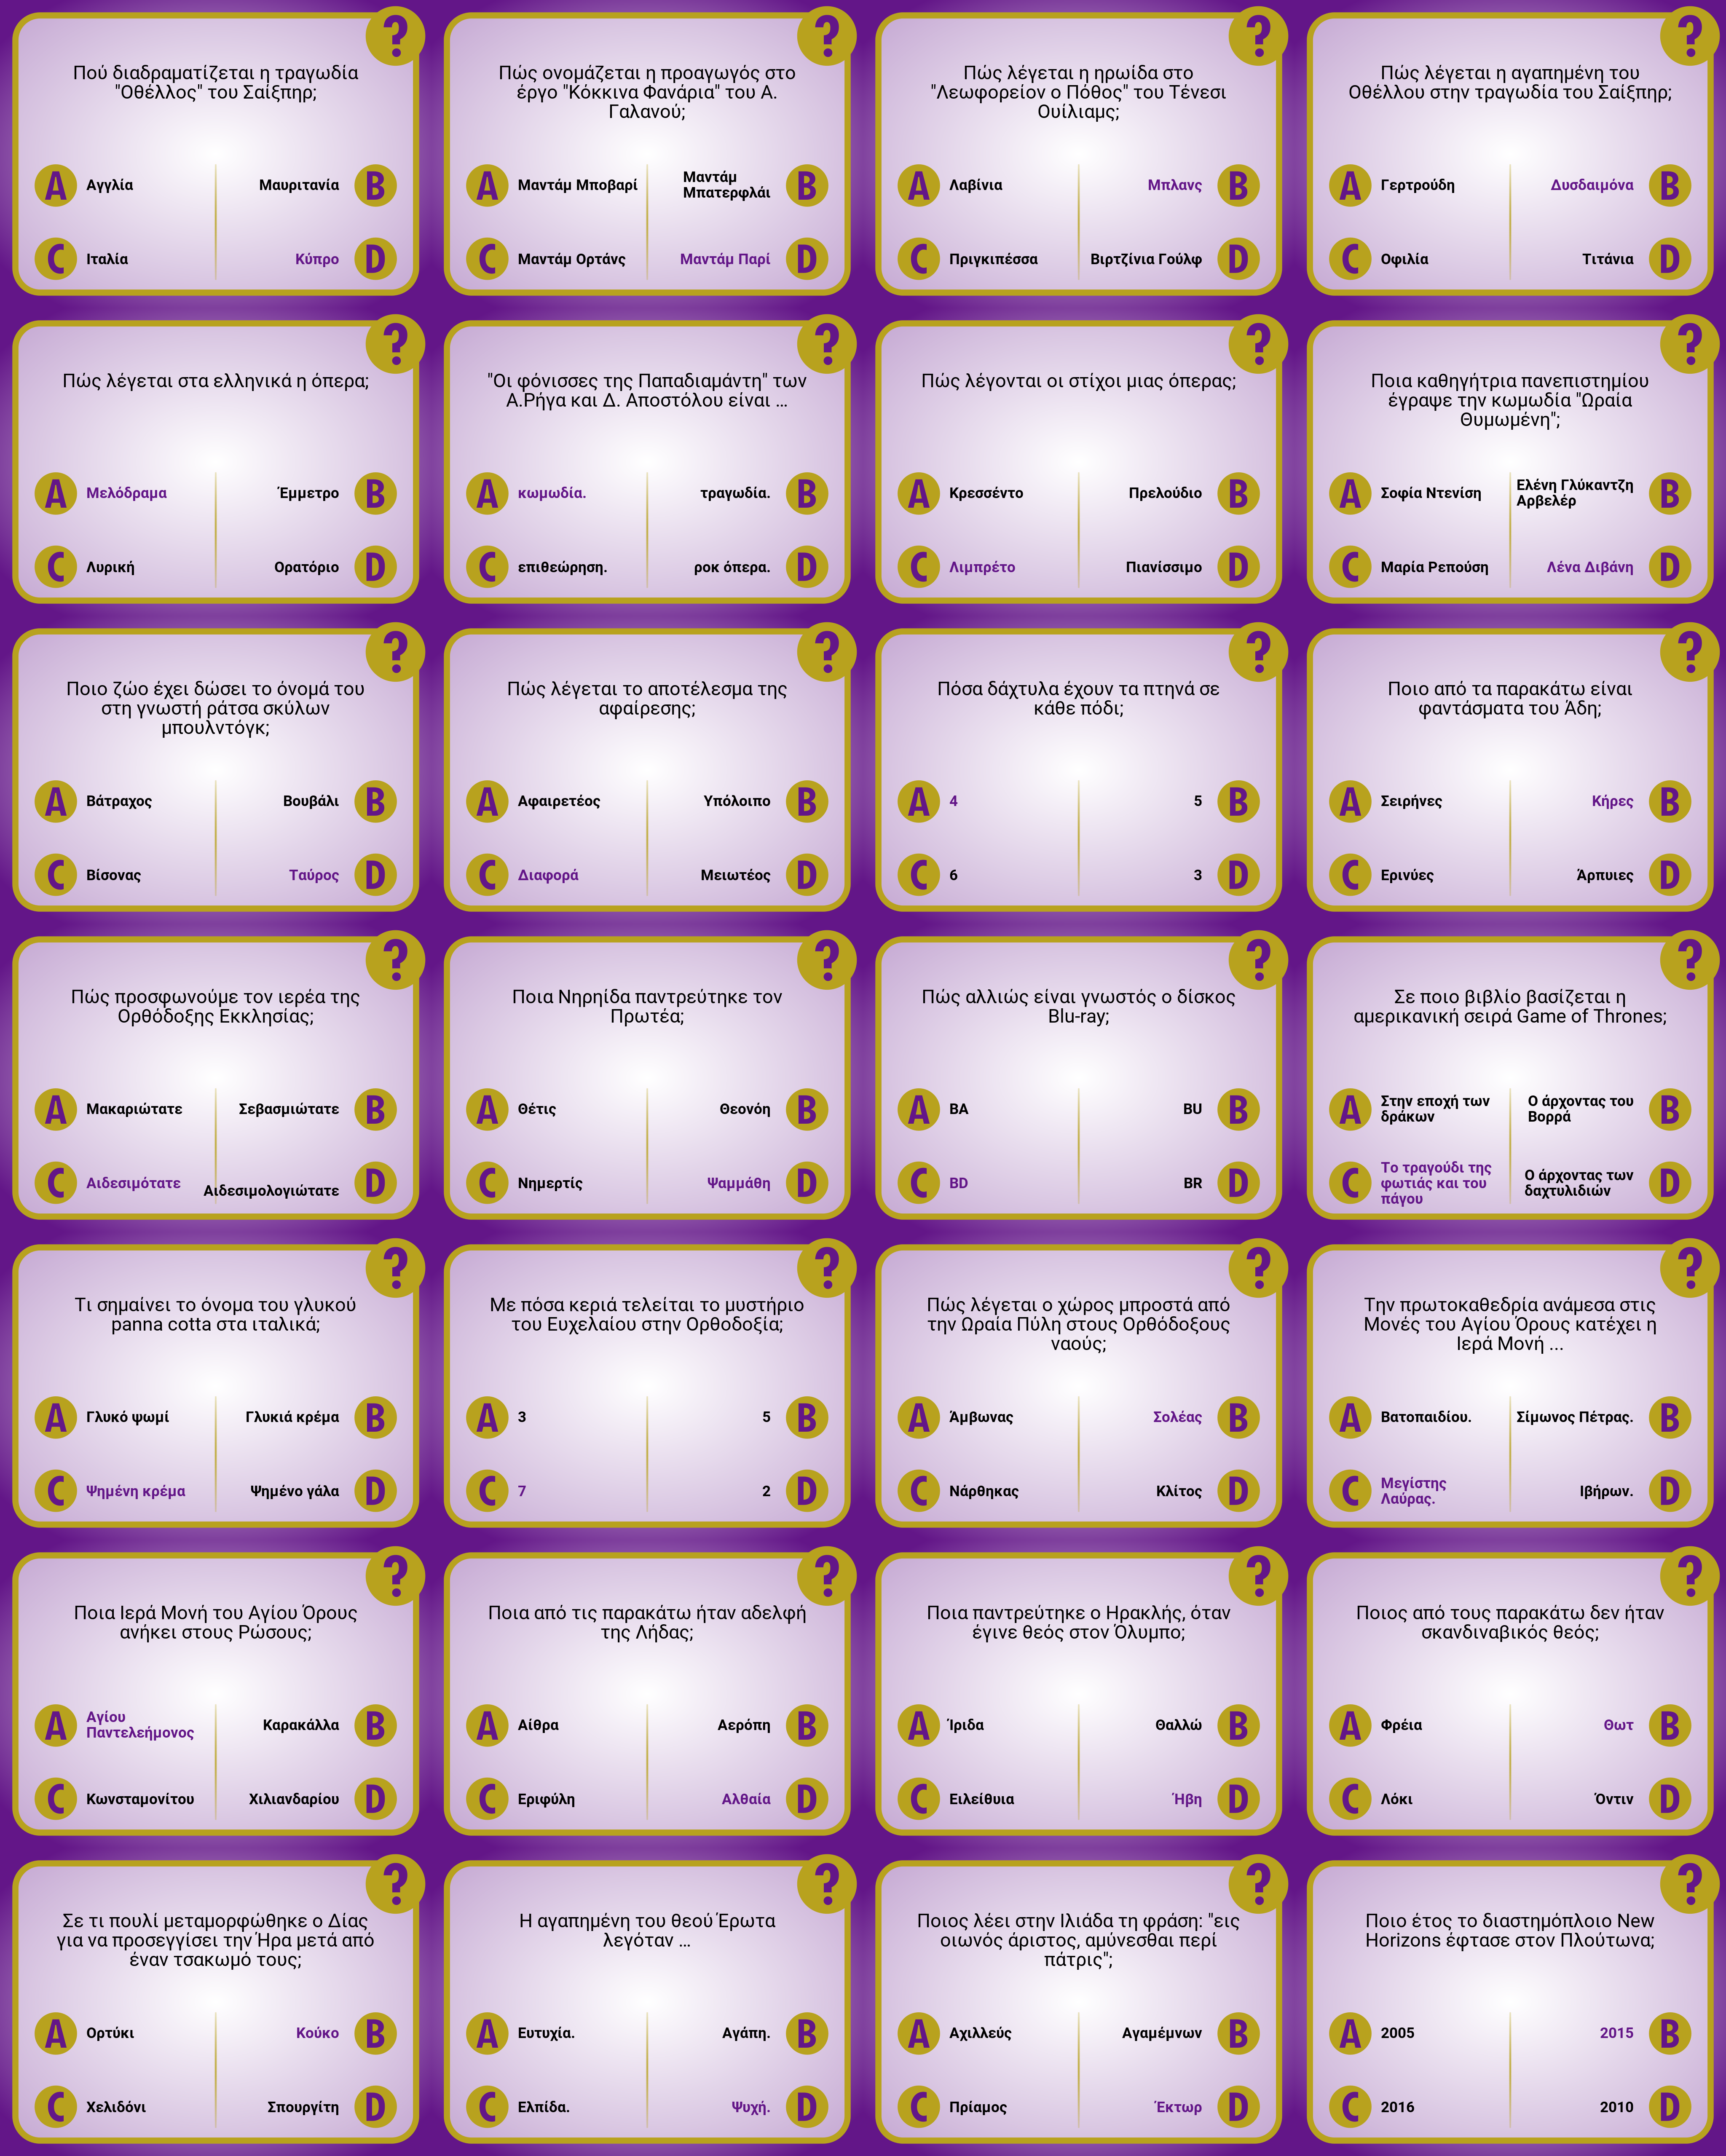 ?
Πού διαδραματίζεται η τραγωδία
"Οθέλλος" του Σαίξπηρ;
A Αγγλία
Μαυριτανία B
C Ιταλία
Κύπρο D
?
Πώς ονομάζεται η προαγωγός στο
έργο "Κόκκινα Φανάρια" του Α.
Γαλανού;
A Μαντάμ Μποβαρί
Μαντάμ
Μπατερφλάι B
C Μαντάμ Ορτάνς
Μαντάμ Παρί D
?
Πώς λέγεται η ηρωίδα στο
"Λεωφορείον ο Πόθος" του Τένεσι
Ουίλιαμς;
A Λαβίνια
Μπλανς B
C Πριγκιπέσσα
Βιρτζίνια Γούλφ D
?
Πώς λέγεται η αγαπημένη του
Οθέλλου στην τραγωδία του Σαίξπηρ;
A Γερτρούδη
Δυσδαιμόνα B
C Οφιλία
Τιτάνια D
?
Πώς λέγεται στα ελληνικά η όπερα;
A Μελόδραμα
Έμμετρο B
C Λυρική
Ορατόριο D
?
"Οι φόνισσες της Παπαδιαμάντη" των
Α.Ρήγα και Δ. Αποστόλου είναι ...
A κωμωδία.
τραγωδία. B
C επιθεώρηση.
ροκ όπερα. D
?
Πώς λέγονται οι στίχοι μιας όπερας;
A Κρεσσέντο
Πρελούδιο B
C Λιμπρέτο
Πιανίσσιμο D
?
Ποια καθηγήτρια πανεπιστημίου
έγραψε την κωμωδία "Ωραία
Θυμωμένη";
A Σοφία Ντενίση
Ελένη Γλύκαντζη
Αρβελέρ B
C Μαρία Ρεπούση
Λένα Διβάνη D
?
Ποιο ζώο έχει δώσει το όνομά του
στη γνωστή ράτσα σκύλων
μπουλντόγκ;
A Βάτραχος
Βουβάλι B
C Βίσονας
Ταύρος D
?
Πώς λέγεται το αποτέλεσμα της
αφαίρεσης;
A Αφαιρετέος
Υπόλοιπο B
C Διαφορά
Μειωτέος D
?
Πόσα δάχτυλα έχουν τα πτηνά σε
κάθε πόδι;
A 4
5 B
C 6
3 D
?
Ποιο από τα παρακάτω είναι
φαντάσματα του Άδη;
A Σειρήνες
Κήρες B
C Ερινύες
Άρπυιες D
?
Πώς προσφωνούμε τον ιερέα της
Ορθόδοξης Εκκλησίας;
A Μακαριώτατε
Σεβασμιώτατε B
C Αιδεσιμότατε
Αιδεσιμολογιώτατε D
?
Ποια Νηρηίδα παντρεύτηκε τον
Πρωτέα;
A Θέτις
Θεονόη B
C Νημερτίς
Ψαμμάθη D
?
Πώς αλλιώς είναι γνωστός ο δίσκος
Blu-ray;
A BA
BU B
C BD
BR D
?
Σε ποιο βιβλίο βασίζεται η
αμερικανική σειρά Game of Thrones;
A Στην εποχή των
δράκων
Ο άρχοντας του
Βορρά B
C Το τραγούδι της
φωτιάς και του
πάγου
Ο άρχοντας των
δαχτυλιδιών D
?
Τι σημαίνει το όνομα του γλυκού
panna cotta στα ιταλικά;
A Γλυκό ψωμί
Γλυκιά κρέμα B
C Ψημένη κρέμα
Ψημένο γάλα D
?
Με πόσα κεριά τελείται το μυστήριο
του Ευχελαίου στην Ορθοδοξία;
A 3
5 B
C 7
2 D
?
Πώς λέγεται ο χώρος μπροστά από
την Ωραία Πύλη στους Ορθόδοξους
ναούς;
A Άμβωνας
Σολέας B
C Νάρθηκας
Κλίτος D
?
Την πρωτοκαθεδρία ανάμεσα στις
Μονές του Αγίου Όρους κατέχει η
Ιερά Μονή ...
A Βατοπαιδίου.
Σίμωνος Πέτρας. B
C Μεγίστης
Λαύρας.
Ιβήρων. D
?
Ποια Ιερά Μονή του Αγίου Όρους
ανήκει στους Ρώσους;
A Αγίου
Παντελεήμονος
Καρακάλλα B
C Κωνσταμονίτου
Χιλιανδαρίου D
?
Ποια από τις παρακάτω ήταν αδελφή
της Λήδας;
A Αίθρα
Αερόπη B
C Εριφύλη
Αλθαία D
?
Ποια παντρεύτηκε ο Ηρακλής, όταν
έγινε θεός στον Όλυμπο;
A Ίριδα
Θαλλώ B
C Ειλείθυια
Ήβη D
?
Ποιος από τους παρακάτω δεν ήταν
σκανδιναβικός θεός;
A Φρέια
Θωτ B
C Λόκι
Όντιν D
?
Σε τι πουλί μεταμορφώθηκε ο Δίας
για να προσεγγίσει την Ήρα μετά από
έναν τσακωμό τους;
A Ορτύκι
Κούκο B
C Χελιδόνι
Σπουργίτη D
?
Η αγαπημένη του θεού Έρωτα
λεγόταν ...
A Ευτυχία.
Αγάπη. B
C Ελπίδα.
Ψυχή. D
?
Ποιος λέει στην Ιλιάδα τη φράση: "εις
οιωνός άριστος, αμύνεσθαι περί
πάτρις";
A Αχιλλεύς
Αγαμέμνων B
C Πρίαμος
Έκτωρ D
?
Ποιο έτος το διαστημόπλοιο New
Horizons έφτασε στον Πλούτωνα;
A 2005
2015 B
C 2016
2010 D